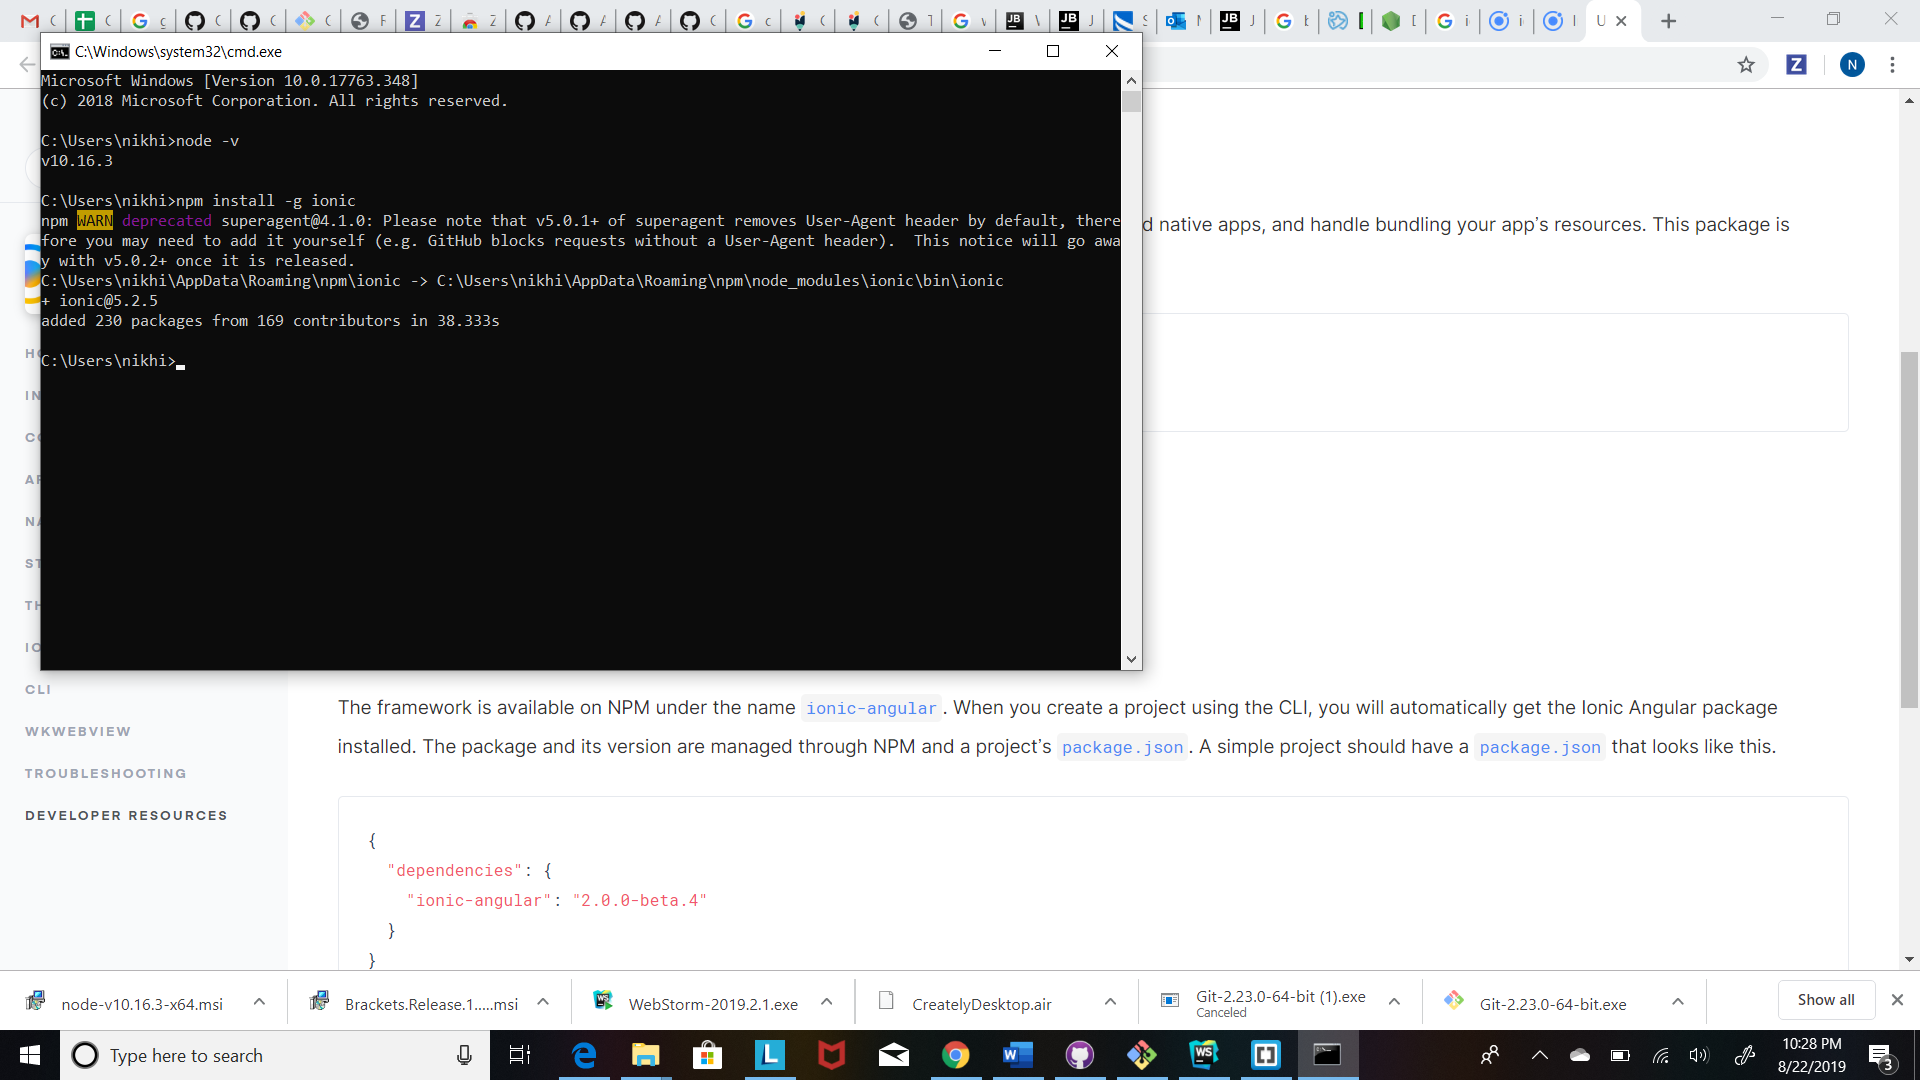 C:\Windows\system32\cmd.exe
Microsoft Windows [Version 10.0.17763.348]
(c) 2018 Microsoft Corporation. All rights reserved.
C:\Users\nikhi>node -v
v10.16.3
C:\Users\nikhi>npm install -g ionic
npm WARN deprecated superagent@4.1.0: Please note that v5.0.1+ of superagent removes User-Agent header by default, there
fore you may need to add it yourself (e.g. GitHub blocks requests without a User-Agent header).  This notice will go awa
y with v5.0.2+ once it is released.
C:\Users\nikhi\AppData\Roaming\npm\ionic -> C:\Users\nikhi\AppData\Roaming\npm\node_modules\ionic\bin\ionic
+ ionic@5.2.5
added 230 packages from 169 contributors in 38.333s
C:\Users\nikhi>
native apps, and handle bundling your app's resources. This package is
CLI
WKWEBVIEW
TROUBLESHOOTING
DEVELOPER RESOURCES
The framework is available on NPM under the name ionic-angular. When you create a project using the CLI, you will automatically get the Ionic Angular package
installed. The package and its version are managed through NPM and a project's package.json. A simple project should have a package.json that looks like this.
{
"dependencies": {
"ionic-angular": "2.0.0-beta.4"
}
}
node-v10.16.3-x64.msi
Brackets.Release.1.....msi
WebStorm-2019.2.1.exe
CreatelyDesktop.air
Git-2.23.0-64-bit (1).exe
Canceled
Git-2.23.0-64-bit.exe
Show all
Type here to search
10:28 PM
8/22/2019
3